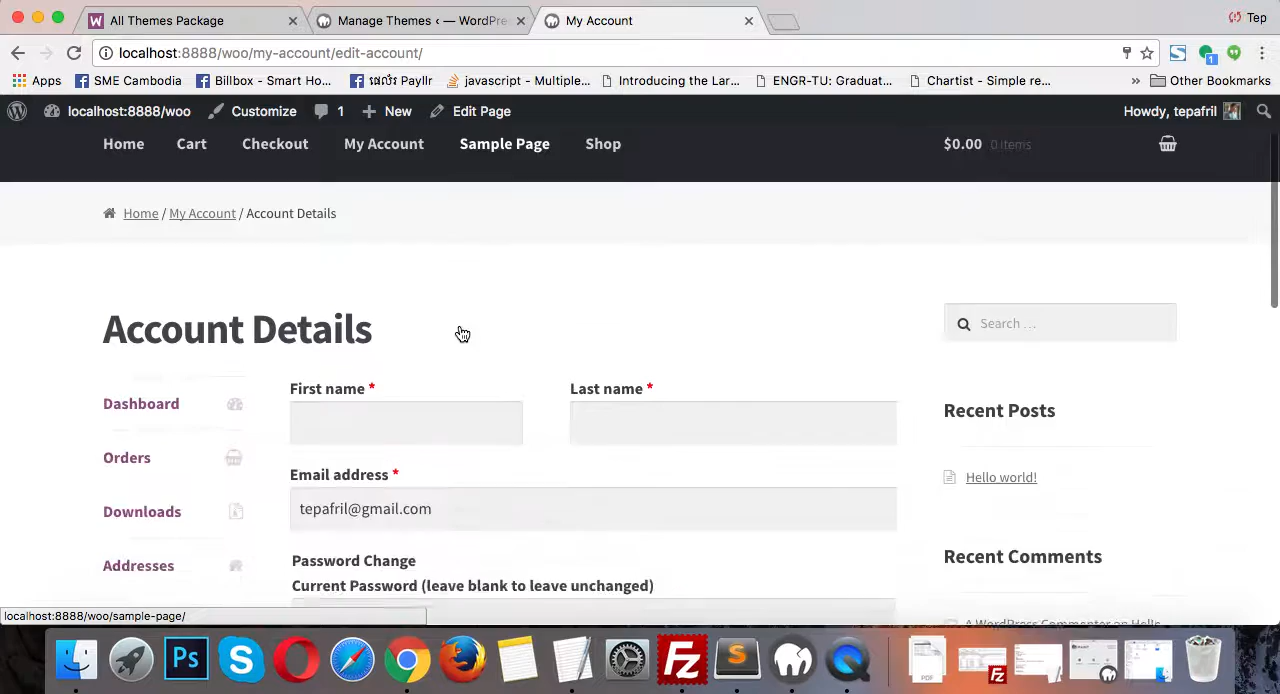 All Themes Package
Manage Themes ‹ — WordPre
My Account
Tep
localhost:8888/woo/my-account/edit-account/
Apps
SME Cambodia
Billbox - Smart Ho...
javascript - Multiple...
Introducing the Lar...
ENGR-TU: Graduat...
Chartist - Simple re...
» Other Bookmarks
localhost:8888/woo
Customize
1
New
Edit Page
Howdy, tepafril
Home
Cart
Checkout
My Account
Sample Page
Shop
$0.00 0 items
Home / My Account / Account Details
Account Details
Search …
First name *
Last name *
Dashboard
Recent Posts
Orders
Email address *
Hello world!
tepafril@gmail.com
Downloads
Password Change
Recent Comments
Addresses
Current Password (leave blank to leave unchanged)
A WordPress Commenter on Hello
localhost:8888/woo/sample-page/